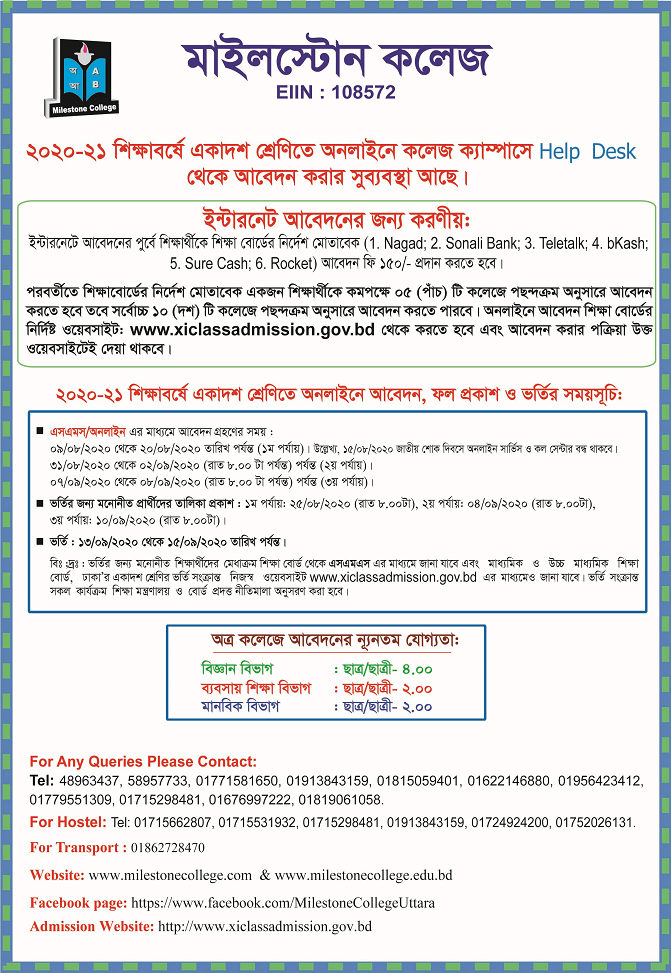 অ A
আ B
Milestone College
মাইলস্টোন কলেজ
EIIN : 108572
২০২০-২১ শিক্ষাবর্ষে একাদশ শ্রেণিতে অনলাইনে কলেজ ক্যাম্পাসে Help Desk
থেকে আবেদন করার সুব্যবস্থা আছে।
ইন্টারনেট আবেদনের জন্য করণীয়:
ইন্টারনেটে আবেদনের পুর্বে শিক্ষার্থীকে শিক্ষা বোর্ডের নির্দেশ মোতাবেক (1. Nagad; 2. Sonali Bank; 3. Teletalk; 4. bKash;
5. Sure Cash; 6. Rocket) আবেদন ফি ১৫০/- প্রদান করতে হবে।
পরবর্তীতে শিক্ষাবোর্ডের নির্দেশ মোতাবেক একজন শিক্ষার্থীকে কমপক্ষে ০৫ (পাঁচ) টি কলেজে পছন্দক্রম অনুসারে আবেদন
করতে হবে তবে সর্বোচ্চ ১০ (দশ) টি কলেজে পছন্দক্রম অনুসারে আবেদন করতে পারবে। অনলাইনে আবেদন শিক্ষা বোর্ডের
নির্দিষ্ট ওয়েবসাইট: www.xiclassadmission.gov.bd থেকে করতে হবে এবং আবেদন করার পক্রিয়া উক্ত
ওয়েবসাইটেই দেয়া থাকবে।
২০২০-২১ শিক্ষাবর্ষে একাদশ শ্রেণিতে অনলাইনে আবেদন, ফল প্রকাশ ও ভর্তির সময়সূচি:
■ এসএমস/অনলাইন এর মাধ্যমে আবেদন গ্রহণের সময় :
০৯/০৮/২০২০ থেকে ২০/০৮/২০২০ তারিখ পর্যন্ত (১ম পর্যায়)। উল্লেখ্য, ১৫/০৮/২০২০ জাতীয় শোক দিবসে অনলাইন সার্ভিস ও কল সেন্টার বন্ধ থাকবে।
৩১/০৮/২০২০ থেকে ০২/০৯/২০২০ (রাত ৮.০০ টা পর্যন্ত) পর্যন্ত (২য় পর্যায়)।
০৭/০৯/২০২০ থেকে ০৮/০৯/২০২০ (রাত ৮.০০ টা পর্যন্ত) পর্যন্ত (৩য় পর্যায়)।
■ ভর্তির জন্য মনোনীত প্রার্থীদের তালিকা প্রকাশ : ১ম পর্যায়: ২৫/০৮/২০২০ (রাত ৮.০০টা), ২য় পর্যায়: ০৪/০৯/২০২০ (রাত ৮.০০টা),
৩য় পর্যায়: ১০/০৯/২০২০ (রাত ৮.০০টা)।
■ ভর্তি : ১৩/০৯/২০২০ থেকে ১৫/০৯/২০২০ তারিখ পর্যন্ত।
বিঃ দ্রঃ : ভর্তির জন্য মনোনীত শিক্ষার্থীদের মেধাক্রম শিক্ষা বোর্ড থেকে এসএমএস এর মাধ্যমে জানা যাবে এবং মাধ্যমিক ও উচ্চ মাধ্যমিক শিক্ষা
বোর্ড, ঢাকা'র একাদশ শ্রেণির ভর্তি সংক্রান্ত নিজস্ব ওয়েবসাইট www.xiclassadmission.gov.bd এর মাধ্যমেও জানা যাবে। ভর্তি সংক্রান্ত
সকল কার্যক্রম শিক্ষা মন্ত্রণালয় ও বোর্ড প্রদত্ত নীতিমালা অনুসরণ করা হবে।
অত্র কলেজে আবেদনের ন্যূনতম যোগ্যতা:
বিজ্ঞান বিভাগ : ছাত্র/ছাত্রী- ৪.০০
ব্যবসায় শিক্ষা বিভাগ : ছাত্র/ছাত্রী- ২.০০
মানবিক বিভাগ : ছাত্র/ছাত্রী- ২.০০
For Any Queries Please Contact:
Tel: 48963437, 58957733, 01771581650, 01913843159, 01815059401, 01622146880, 01956423412,
01779551309, 01715298481, 01676997222, 01819061058.
For Hostel: Tel: 01715662807, 01715531932, 01715298481, 01913843159, 01724924200, 01752026131.
For Transport : 01862728470
Website: www.milestonecollege.com & www.milestonecollege.edu.bd
Facebook page: https://www.facebook.com/MilestoneCollegeUttara
Admission Website: http://www.xiclassadmission.gov.bd